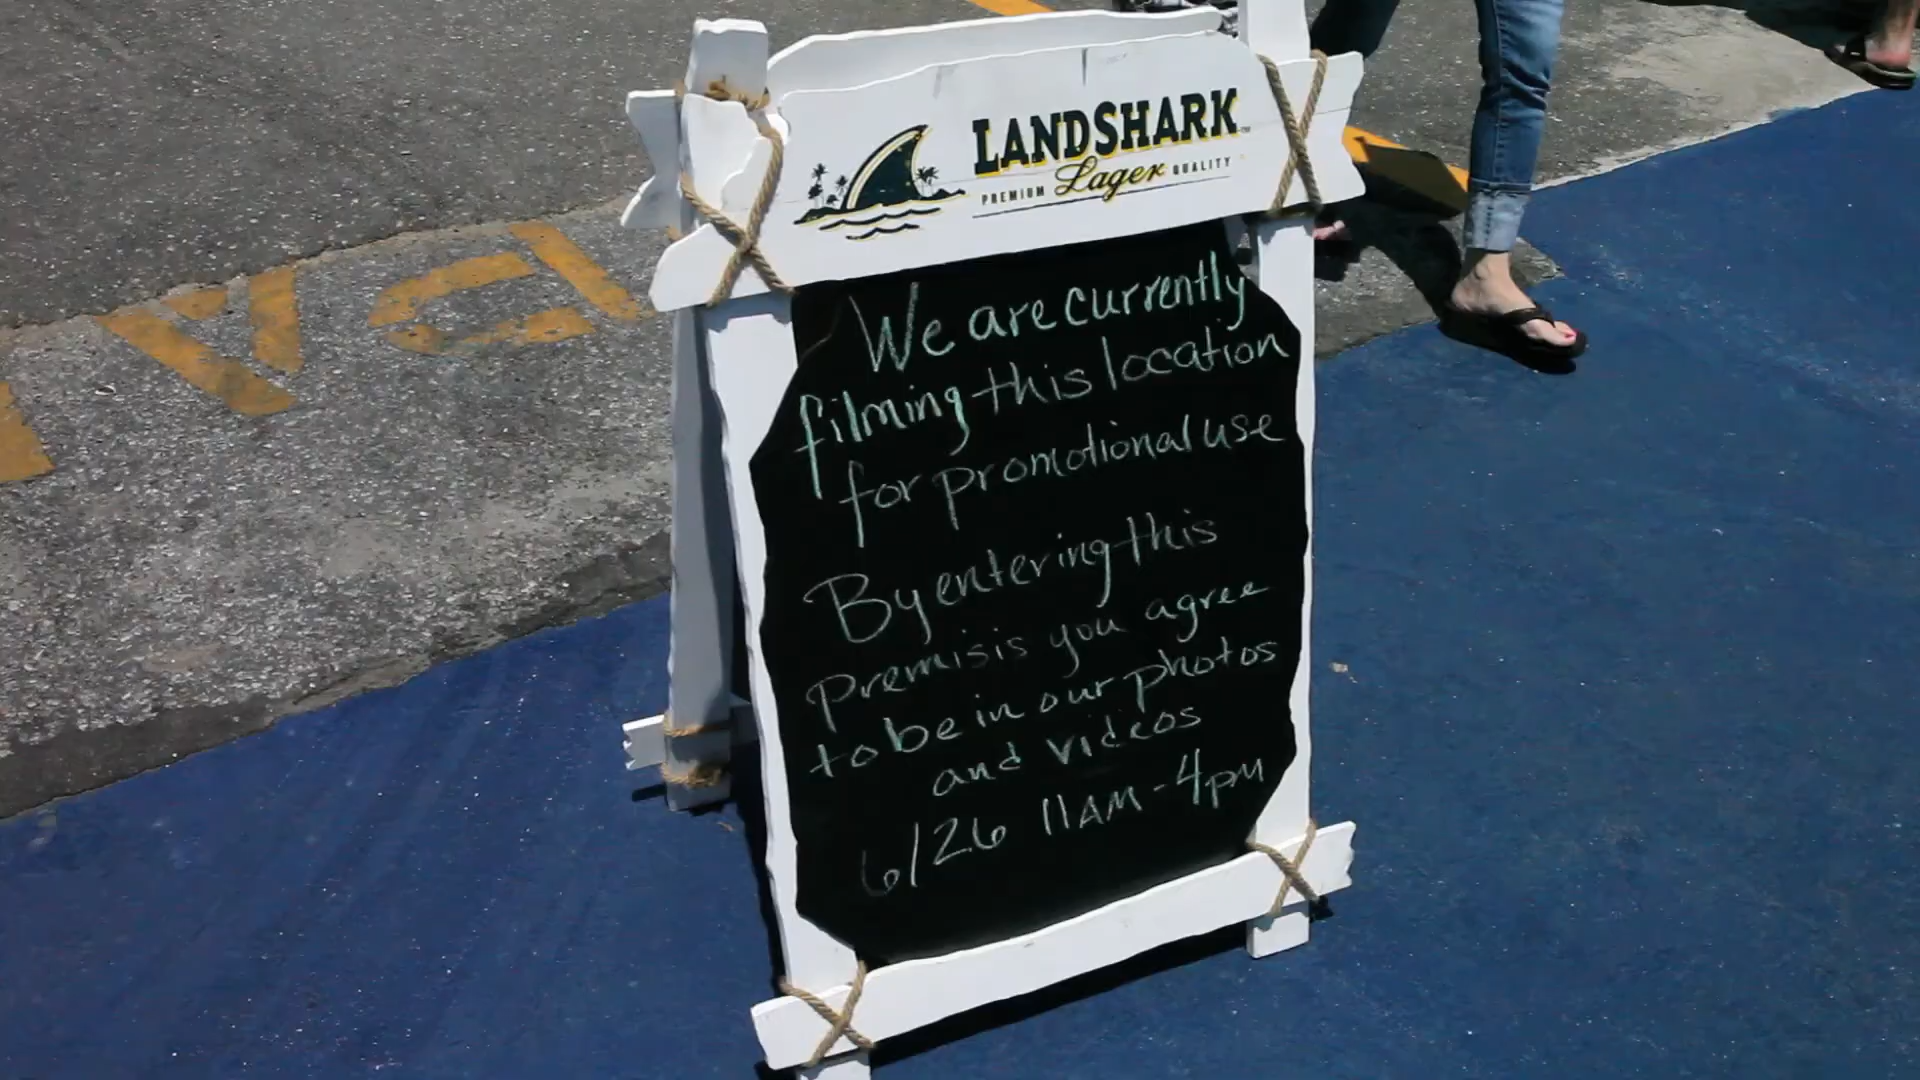 LANDSHARK
PREMIUM Lager QUALITY
We are currently
filming this location
for promotional use
By entering this
premisis you agree
to be in our photos
and videos
6/26 11AM-4PM